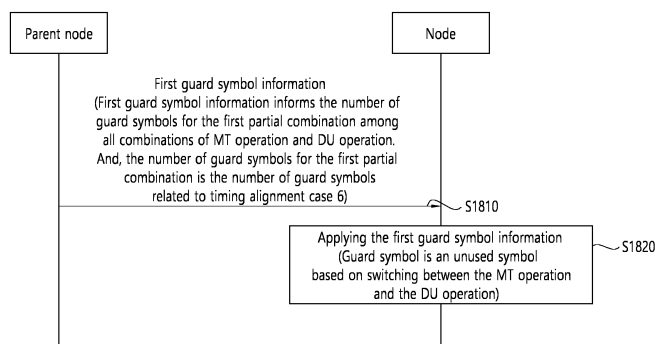 Parent node
Node
First guard symbol information
(First guard symbol information informs the number of
guard symbols for the first partial combination among
all combinations of MT operation and DU operation.
And, the number of guard symbols for the first partial
combination is the number of guard symbols
related to timing alignment case 6)
S1810
Applying the first guard symbol information
(Guard symbol is an unused symbol
based on switching between the MT operation
and the DU operation)
S1820